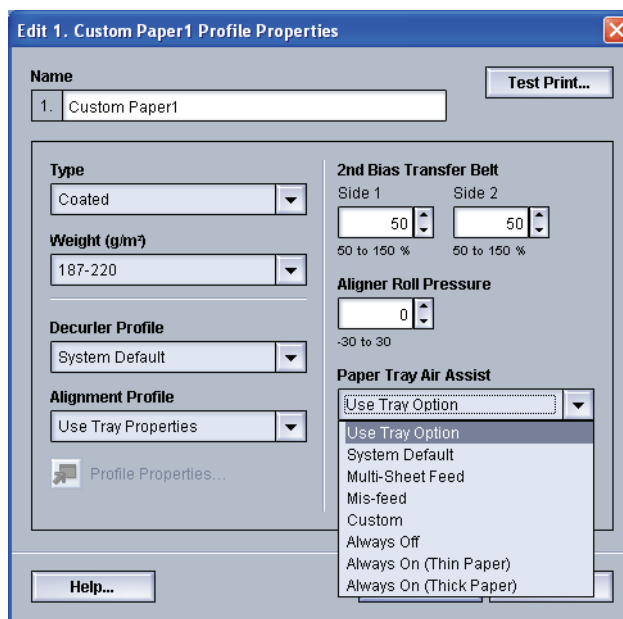 Edit 1. Custom Paper1 Profile Properties
Name
1. Custom Paper1
Test Print...
Type
Coated
Weight (g/m²)
187-220
Decurler Profile
System Default
Alignment Profile
Use Tray Properties
Profile Properties...
2nd Bias Transfer Belt
Side 1 Side 2
50 50
50 to 150 % 50 to 150 %
Aligner Roll Pressure
0
-30 to 30
Paper Tray Air Assist
Use Tray Option
Use Tray Option
System Default
Multi-Sheet Feed
Mis-feed
Custom
Always Off
Always On (Thin Paper)
Always On (Thick Paper)
Help...